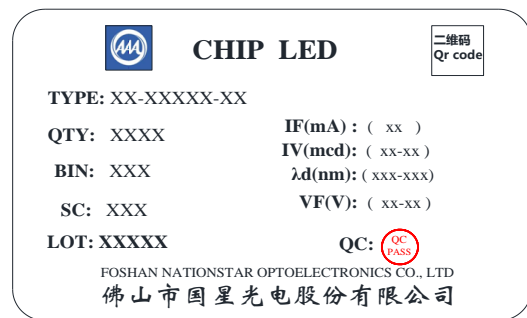 AAA
CHIP LED
二维码
Qr code
TYPE: XX-XXXXX-XX
QTY: XXXX
IF(mA) : ( xx )
IV(mcd): ( xx-xx )
BIN: XXX
λd(nm): ( xxx-xxx)
SC: XXX
VF(V): ( xx-xx )
LOT: XXXXX
QC: QC PASS
FOSHAN NATIONSTAR OPTOELECTRONICS CO., LTD
佛山市国星光电股份有限公司